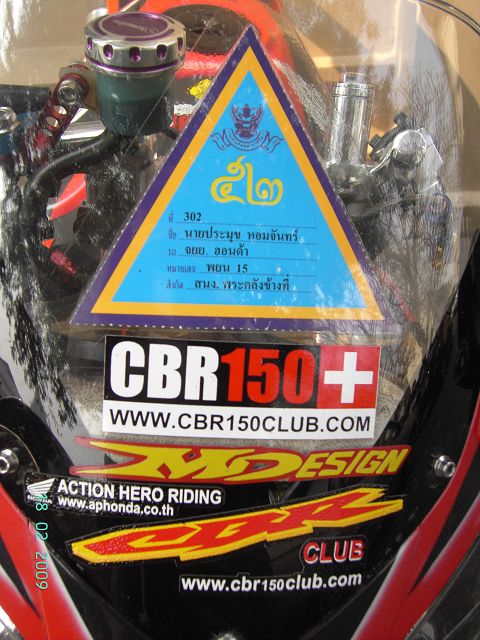 ๕๒
ที่ 302
ชื่อ นายประมุข หอมจันทร์
รถ จยย. ฮอนด้า
หมายเลข พยน 15
สังกัด สนง. พระคลังข้างที่
CBR150
WWW.CBR150CLUB.COM
MDESIGN
HONDA
ACTION HERO RIDING
www.aphonda.co.th
CBR
CLUB
www.cbr150club.com
18 02 2009